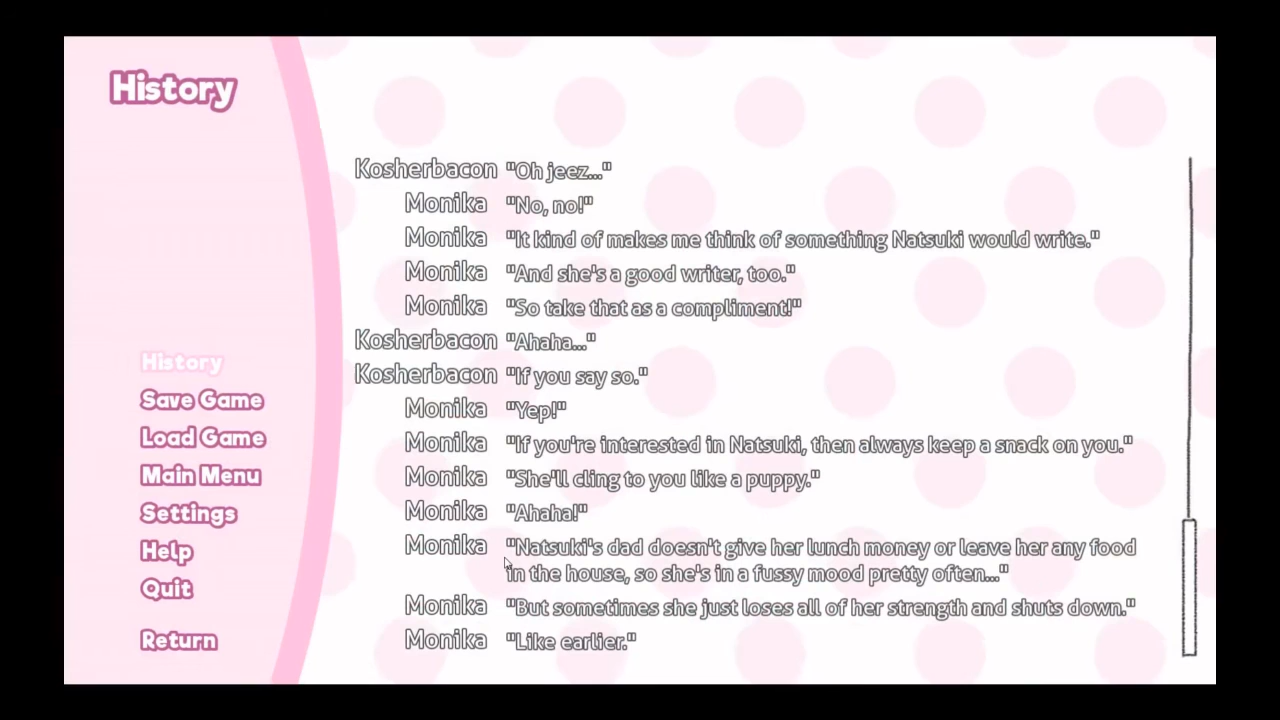 History
Kosherbacon "Oh jeez..."
Monika "No, no!"
Monika "It kind of makes me think of something Natsuki would write."
Monika "And she's a good writer, too."
Monika "So take that as a compliment!"
Kosherbacon "Ahaha..."
Kosherbacon "If you say so."
Monika "Yep!"
Monika "If you're interested in Natsuki, then always keep a snack on you."
Monika "She'll cling to you like a puppy."
Monika "Ahaha!"
Monika "Natsuki's dad doesn't give her lunch money or leave her any food
in the house, so she's in a fussy mood pretty often..."
Monika "But sometimes she just loses all of her strength and shuts down."
Monika "Like earlier."
History
Save Game
Load Game
Main Menu
Settings
Help
Quit
Return